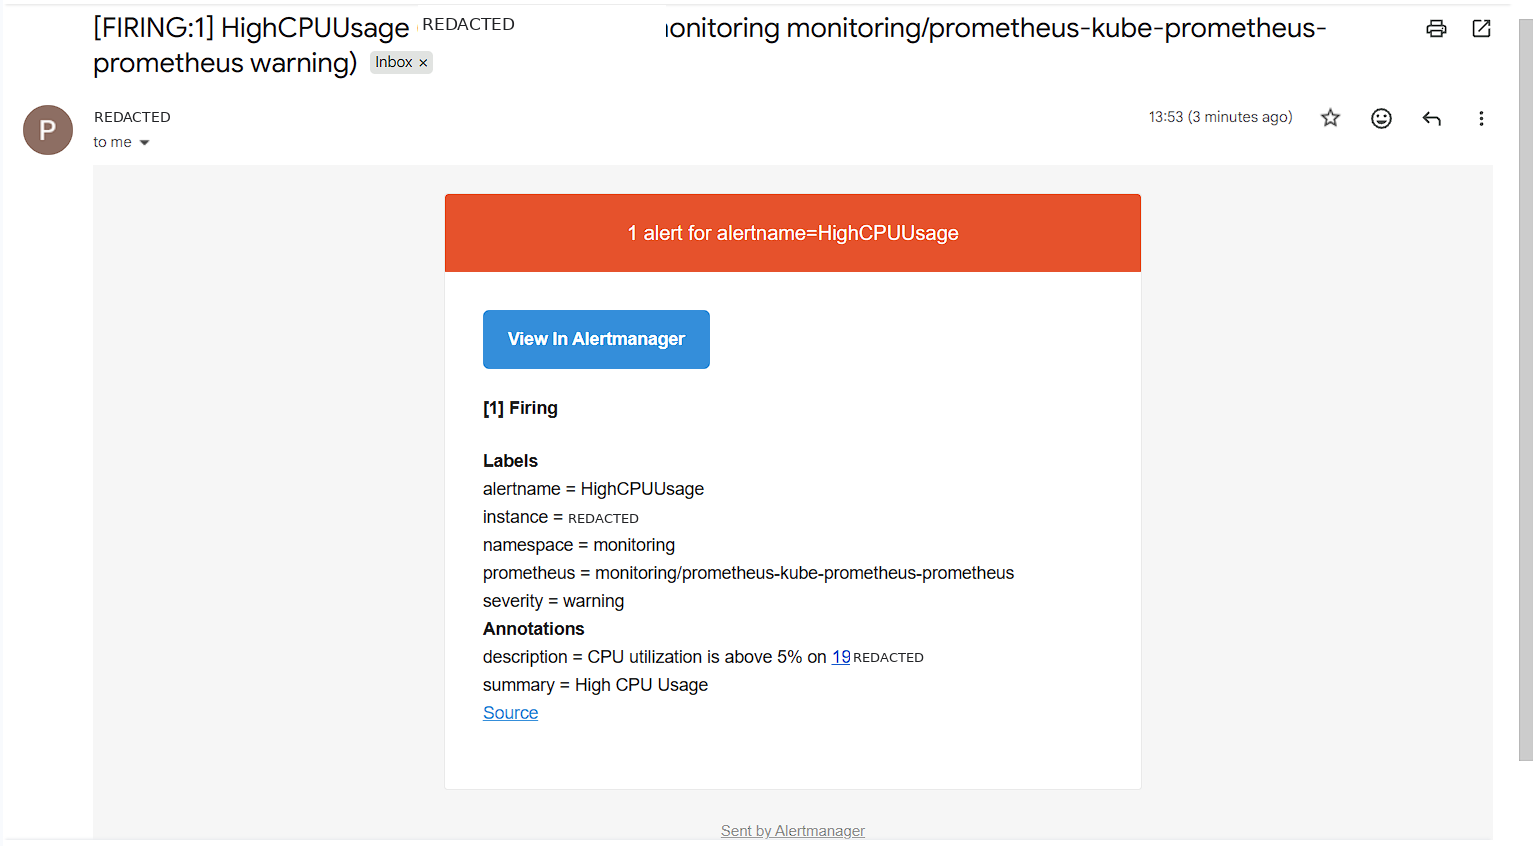 [FIRING:1] HighCPUUsage REDACTED onitoring monitoring/prometheus-kube-prometheus-
prometheus warning) Inbox ×
P
REDACTED
13:53 (3 minutes ago)
to me
1 alert for alertname=HighCPUUsage
View In Alertmanager
[1] Firing
Labels
alertname = HighCPUUsage
instance = REDACTED
namespace = monitoring
prometheus = monitoring/prometheus-kube-prometheus-prometheus
severity = warning
Annotations
description = CPU utilization is above 5% on 19 REDACTED
summary = High CPU Usage
Source
Sent by Alertmanager